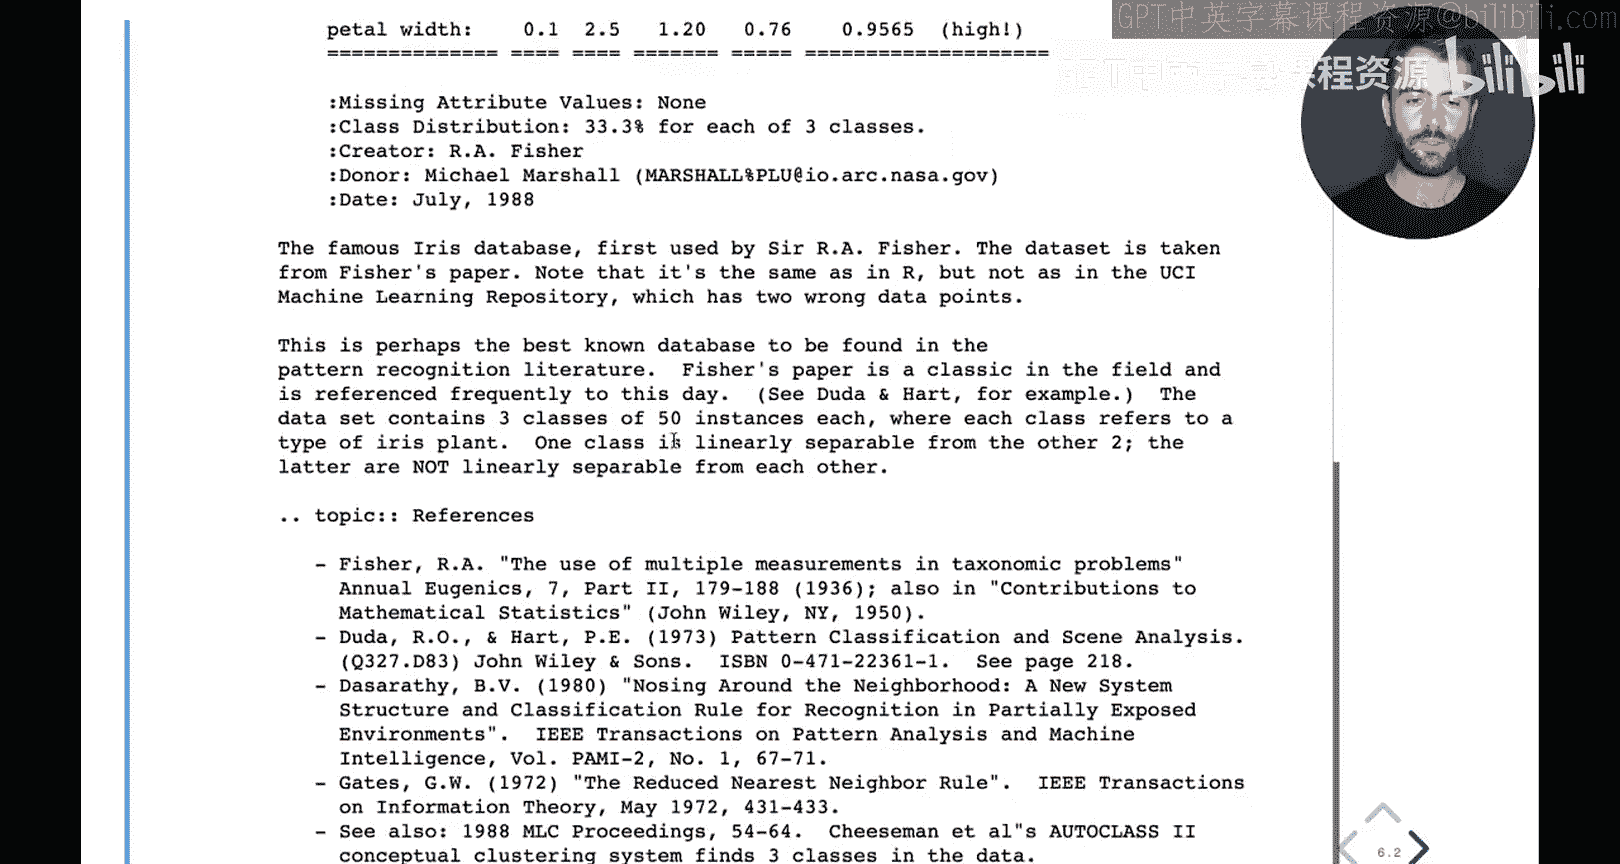 GPT中英字幕课程资源@bilibili.com
程资源 bilibili
petal width: 0.1 2.5 1.20 0.76 0.9565 (high!)
============== ==== ==== ======= ===== ====================
:Missing Attribute Values: None
:Class Distribution: 33.3% for each of 3 classes.
:Creator: R.A. Fisher
:Donor: Michael Marshall (MARSHALL%PLU@io.arc.nasa.gov)
:Date: July, 1988
The famous Iris database, first used by Sir R.A. Fisher. The dataset is taken
from Fisher's paper. Note that it's the same as in R, but not as in the UCI
Machine Learning Repository, which has two wrong data points.
This is perhaps the best known database to be found in the
pattern recognition literature. Fisher's paper is a classic in the field and
is referenced frequently to this day. (See Duda & Hart, for example.) The
data set contains 3 classes of 50 instances each, where each class refers to a
type of iris plant. One class is linearly separable from the other 2; the
latter are NOT linearly separable from each other.
.. topic:: References
- Fisher, R.A. "The use of multiple measurements in taxonomic problems"
Annual Eugenics, 7, Part II, 179-188 (1936); also in "Contributions to
Mathematical Statistics" (John Wiley, NY, 1950).
- Duda, R.O., & Hart, P.E. (1973) Pattern Classification and Scene Analysis.
(Q327.D83) John Wiley & Sons. ISBN 0-471-22361-1. See page 218.
- Dasarathy, B.V. (1980) "Nosing Around the Neighborhood: A New System
Structure and Classification Rule for Recognition in Partially Exposed
Environments". IEEE Transactions on Pattern Analysis and Machine
Intelligence, Vol. PAMI-2, No. 1, 67-71.
- Gates, G.W. (1972) "The Reduced Nearest Neighbor Rule". IEEE Transactions
on Information Theory, May 1972, 431-433.
- See also: 1988 MLC Proceedings, 54-64. Cheeseman et al"s AUTOCLASS II
conceptual clustering system finds 3 classes in the data.
6.2